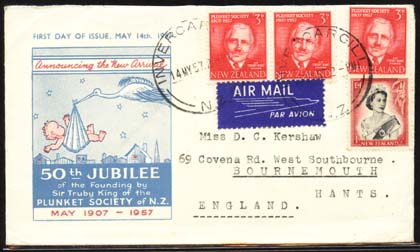 FIRST DAY OF ISSUE, MAY 14th, 19
Announcing the New Arrival
50th JUBILEE
of the Founding by
Sir Truby King of the
PLUNKET SOCIETY of N.Z.
MAY 1907 - 1957
INVERCARGILL
14 MY 57
N.Z.
PLUNKET SOCIETY
1907-1957
3d
NEW ZEALAND
PLUNKET SOCIETY
1907-1957
3d
NEW ZEALAND
PLUNKET SOCIETY
1907-1957
3d
NEW ZEALAND
AIR MAIL
PAR AVION
NEW ZEALAND
Miss D. C. Kershaw
69 Covena Rd. West Southbourne
BOURNEMOUTH
HANTS.
ENGLAND.